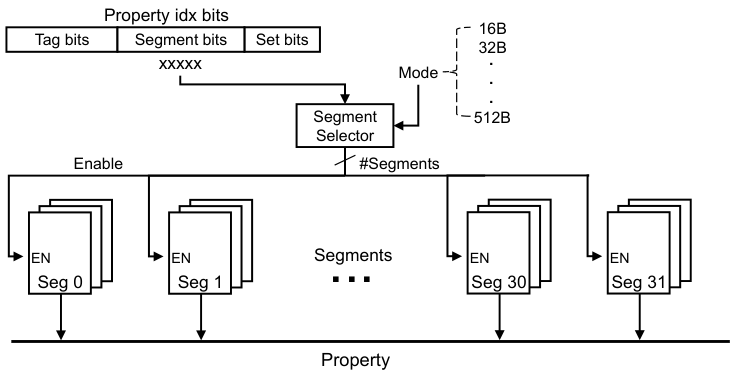 Property idx bits
Tag bits Segment bits Set bits
xxxxx
16B
32B
Mode
512B
Segment
Selector
Enable
#Segments
EN EN Segments EN EN
Seg 0 Seg 1 Seg 30 Seg 31
Property